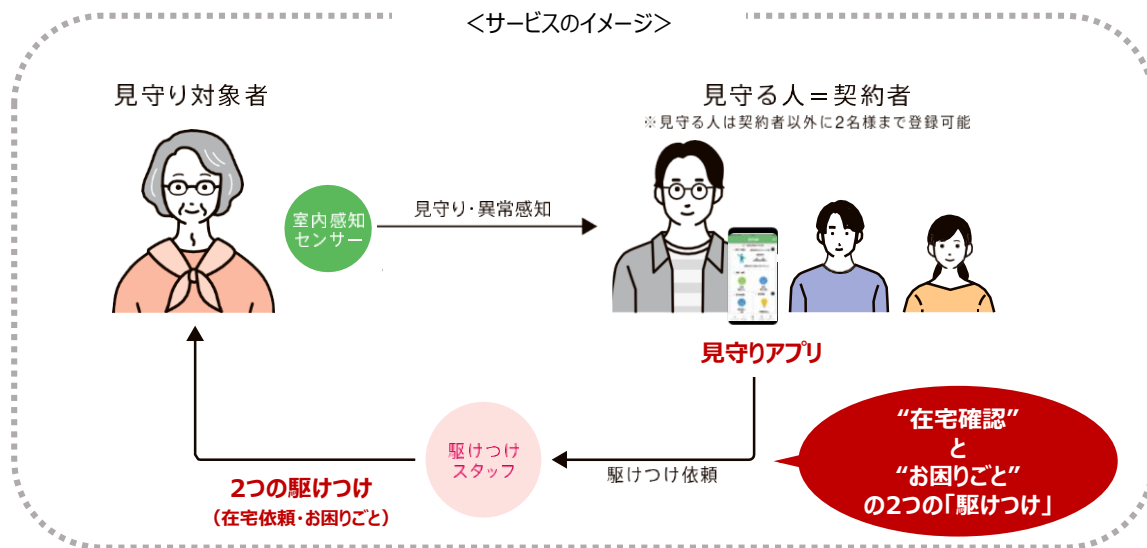 ＜サービスのイメージ＞
見守り対象者
見守る人＝契約者
※見守る人は契約者以外に2名様まで登録可能
室内感知
センサー
見守り・異常感知
見守りアプリ
“在宅確認”
と
“お困りごと”
の2つの「駆けつけ」
駆けつけ
スタッフ
駆けつけ依頼
2つの駆けつけ
（在宅依頼・お困りごと）